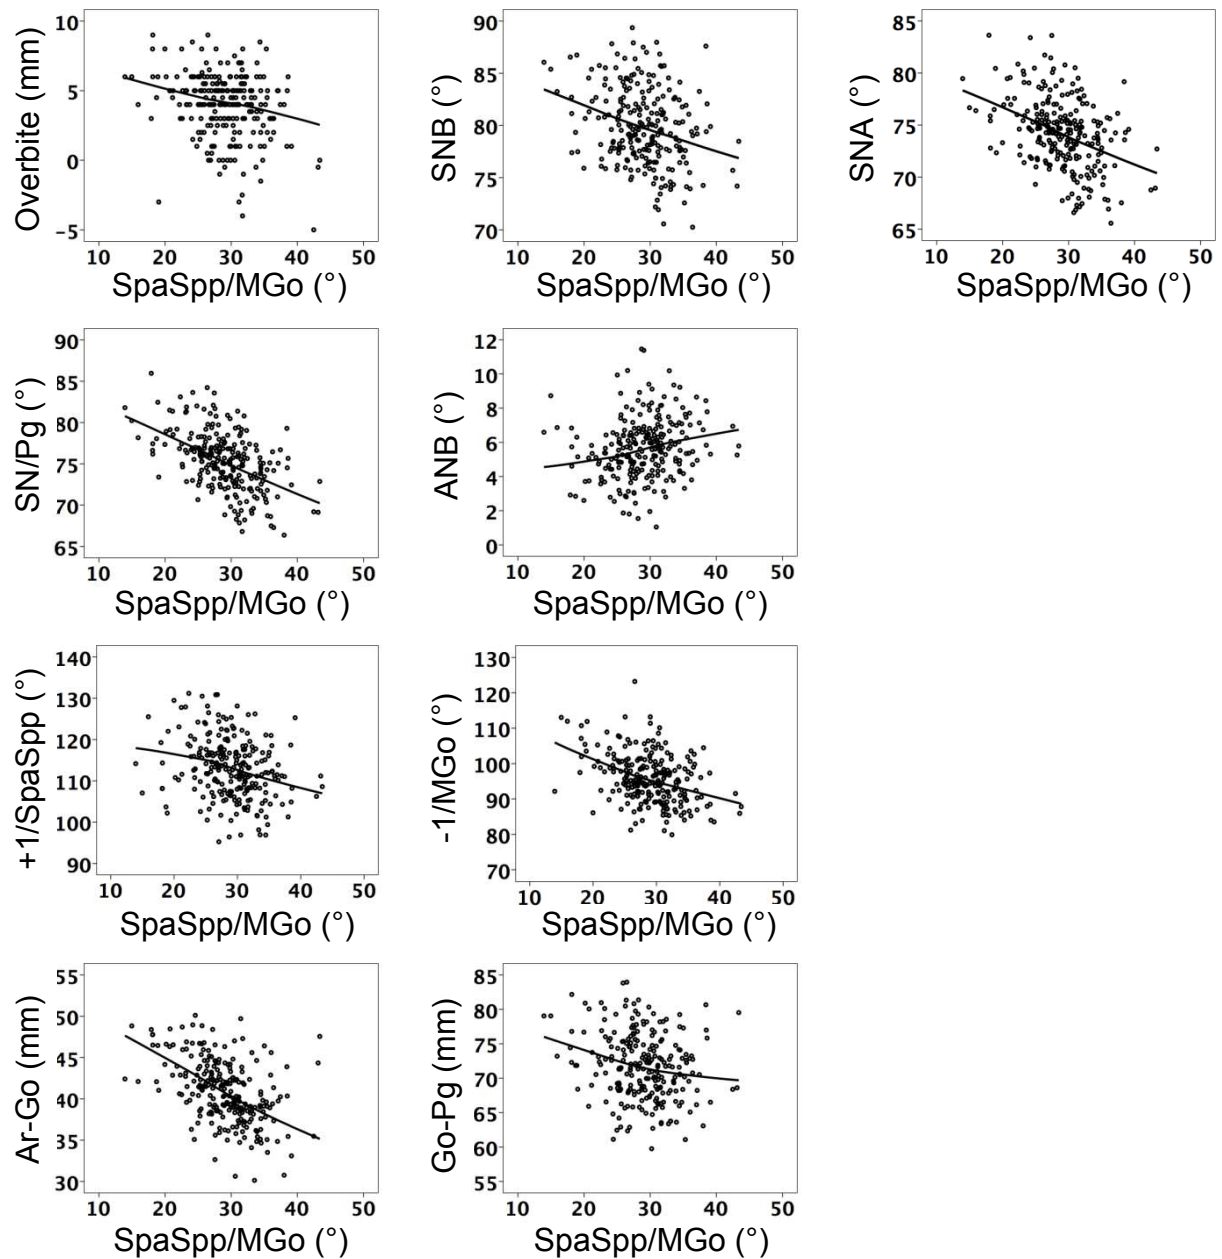 Overbite (mm)
10
5
0
-5
10 20 30 40 50
SpaSpp/MGo (°)
SNB (°)
90
85
80
75
70
10 20 30 40 50
SpaSpp/MGo (°)
SNA (°)
85
80
75
70
65
10 20 30 40 50
SpaSpp/MGo (°)
SN/Pg (°)
90
85
80
75
70
65
10 20 30 40 50
SpaSpp/MGo (°)
ANB (°)
12
10
8
6
4
2
0
10 20 30 40 50
SpaSpp/MGo (°)
+1/SpaSpp (°)
140
130
120
110
100
90
10 20 30 40 50
SpaSpp/MGo (°)
-1/MGo (°)
130
120
110
100
90
80
70
10 20 30 40 50
SpaSpp/MGo (°)
Ar-Go (mm)
55
50
45
40
35
30
10 20 30 40 50
SpaSpp/MGo (°)
Go-Pg (mm)
85
80
75
70
65
60
55
10 20 30 40 50
SpaSpp/MGo (°)